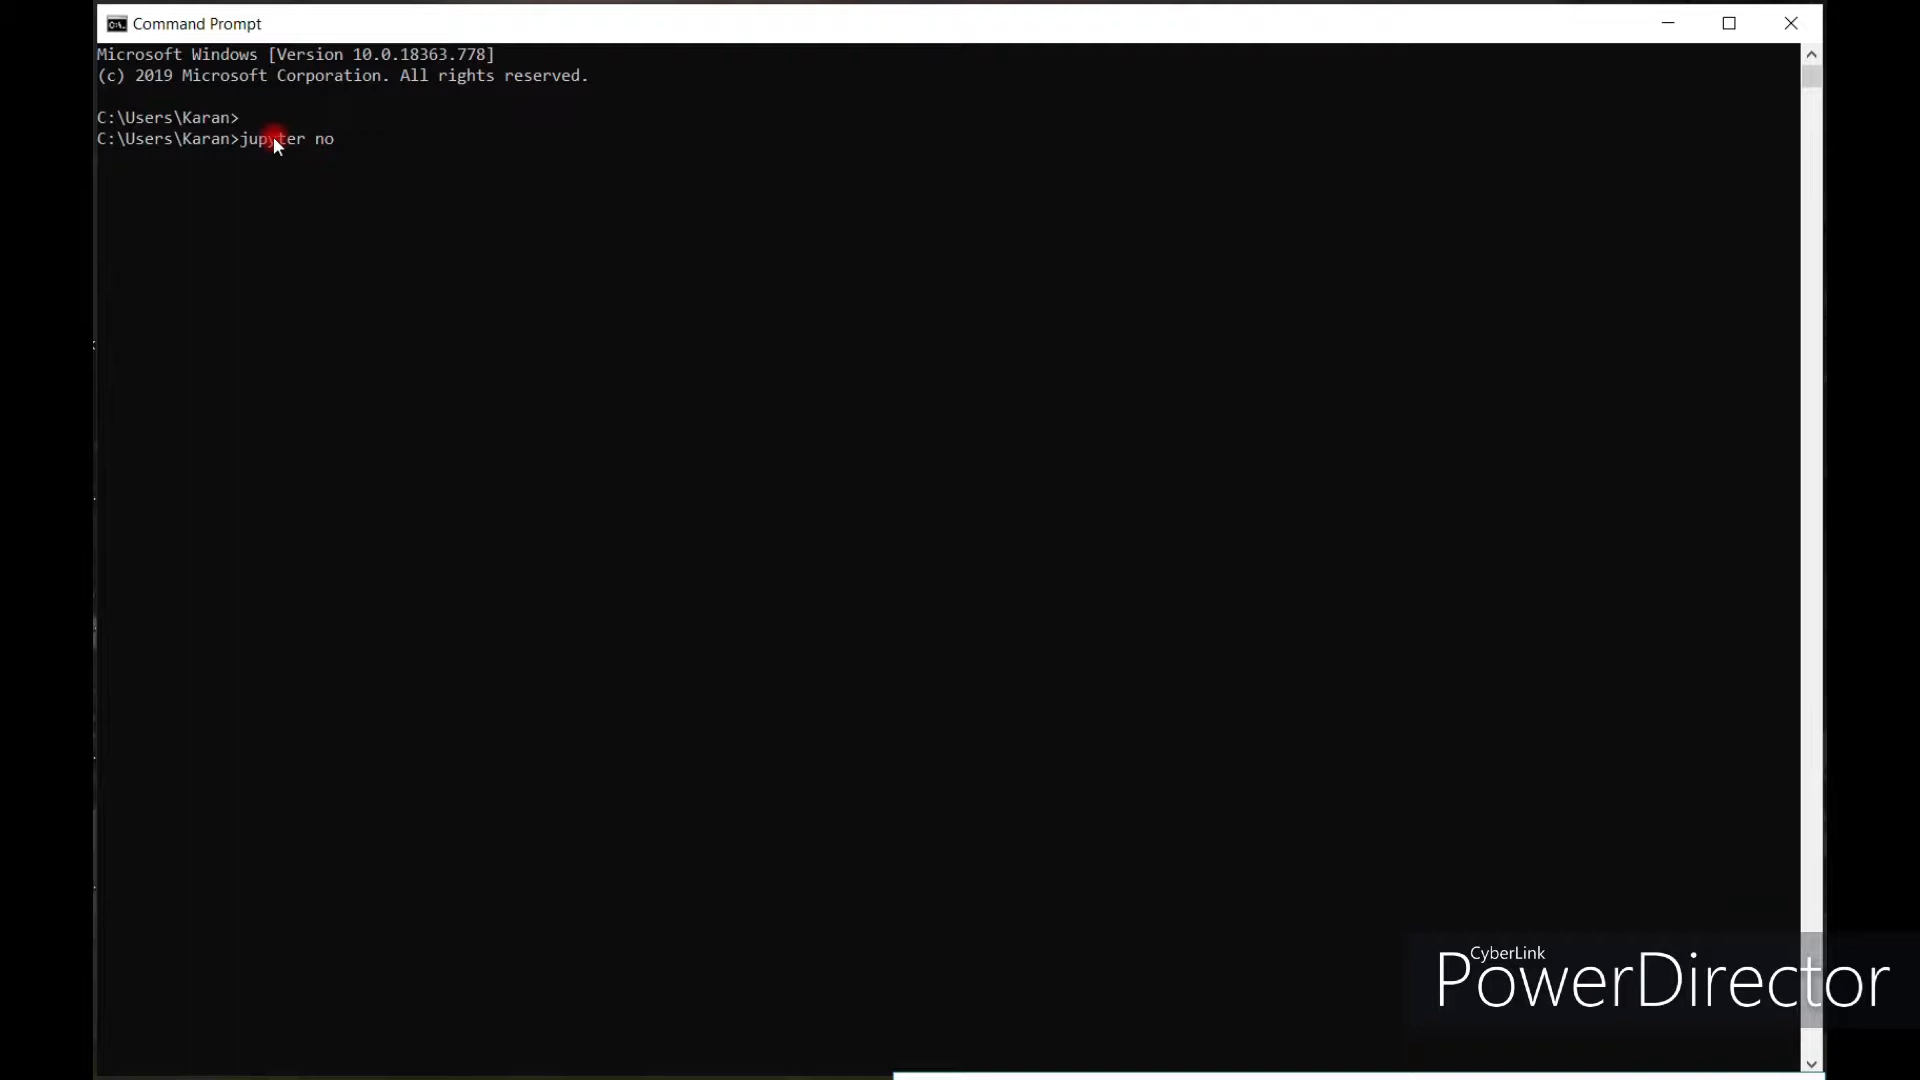 Command Prompt
Microsoft Windows [Version 10.0.18363.778]
(c) 2019 Microsoft Corporation. All rights reserved.
C:\Users\Karan>
C:\Users\Karan>jupyter no
CyberLink
PowerDirector